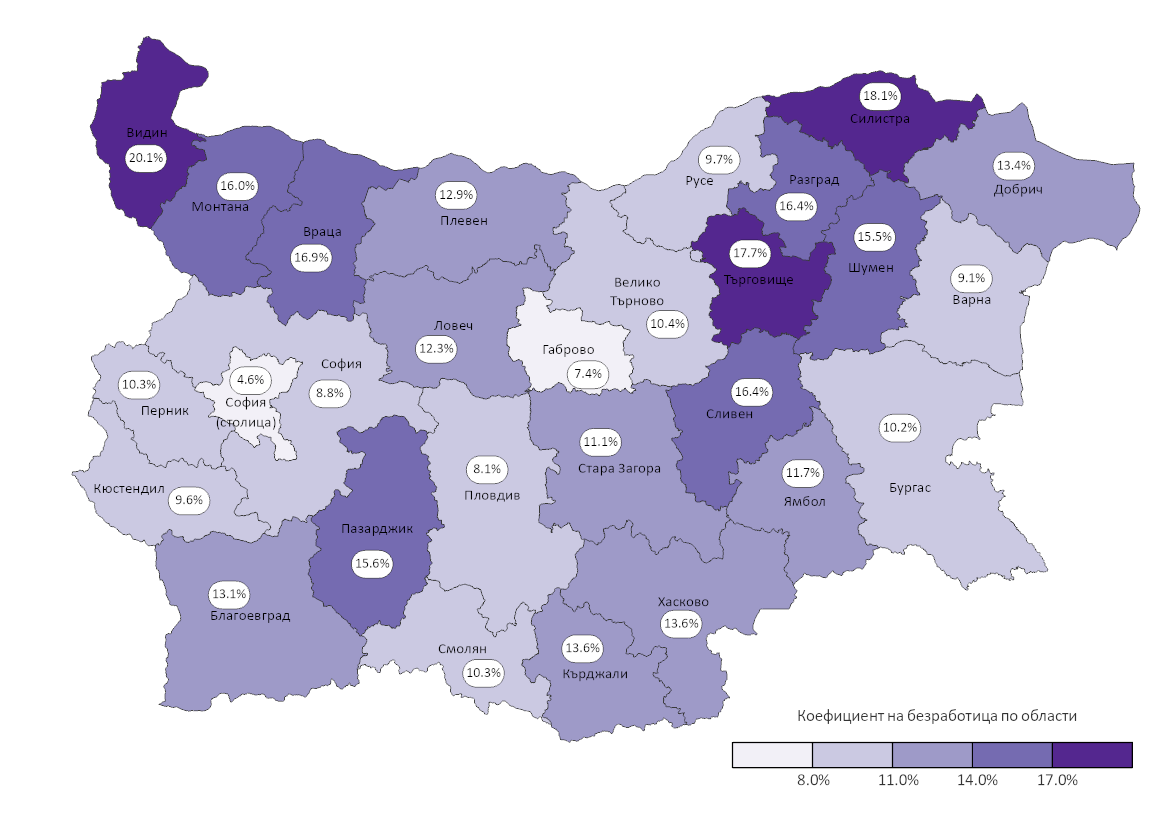 18.1%
Силистра
Видин
20.1%
9.7%
Русе
13.4%
Добрич
Разград
16.4%
16.0%
Монтана
12.9%
Плевен
Враца
16.9%
15.5%
Шумен
17.7%
Търговище
9.1%
Варна
Велико
Търново
10.4%
Ловеч
12.3%
Габрово
7.4%
София
8.8%
4.6%
София
(столица)
10.3%
Перник
16.4%
Сливен
10.2%
Бургас
11.1%
Стара Загора
8.1%
Пловдив
11.7%
Ямбол
Кюстендил
9.6%
Пазарджик
15.6%
13.1%
Благоевград
Хасково
13.6%
Смолян
10.3%
13.6%
Кърджали
Коефициент на безработица по области
8.0% 11.0% 14.0% 17.0%